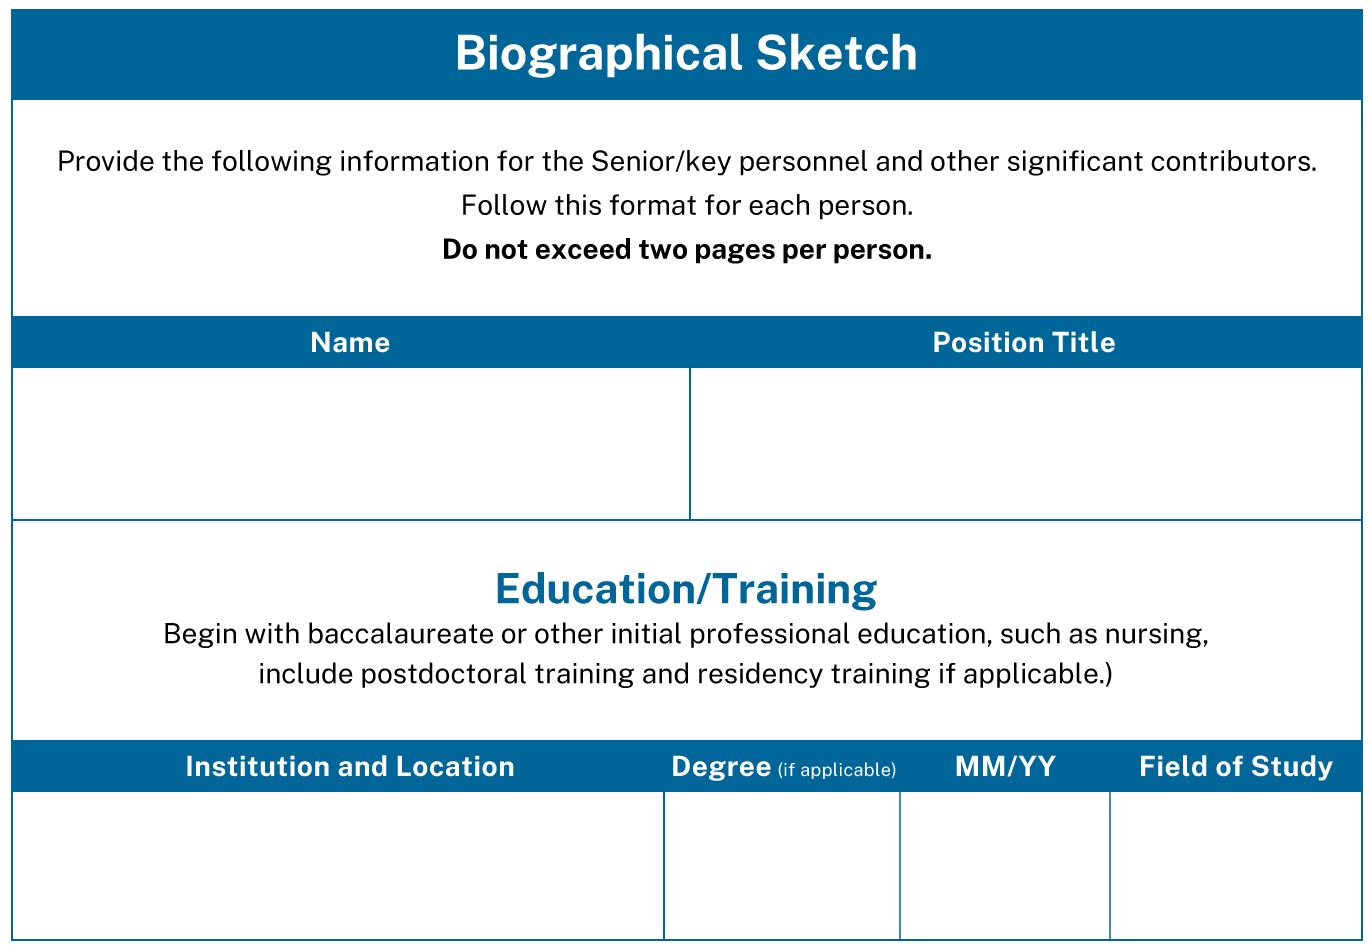 Biographical Sketch
Provide the following information for the Senior/key personnel and other significant contributors.
Follow this format for each person.
Do not exceed two pages per person.
Name Position Title
Education/Training
Begin with baccalaureate or other initial professional education, such as nursing,
include postdoctoral training and residency training if applicable.)
Institution and Location Degree (if applicable) MM/YY Field of Study